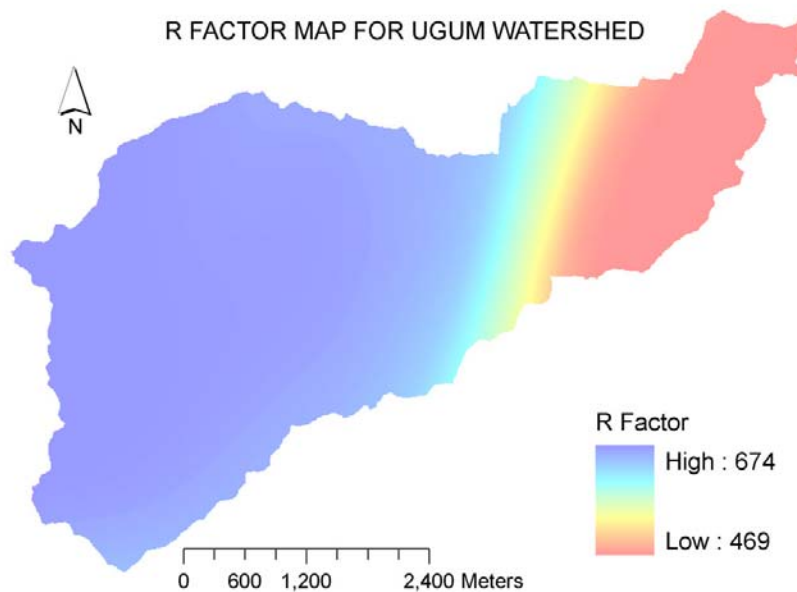 R FACTOR MAP FOR UGUM WATERSHED
N
R Factor
High : 674
Low : 469
0 600 1,200 2,400 Meters